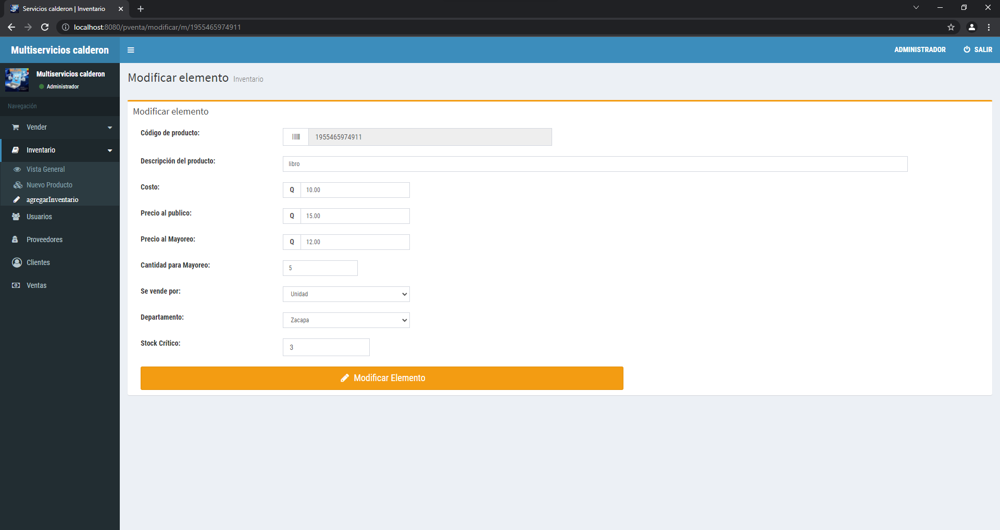 Servicios calderon | Inventario
localhost:8080/pventa/modificar/m/1955465974911
Multiservicios calderon
ADMINISTRADOR
SALIR
Multiservicios calderon
Administrador
Navegación
Vender
Inventario
Vista General
Nuevo Producto
agregarInventario
Usuarios
Proveedores
Clientes
Ventas
Modificar elemento Inventario
Modificar elemento
Código de producto:
1955465974911
Descripción del producto:
libro
Costo:
Q 10.00
Precio al publico:
Q 15.00
Precio al Mayoreo:
Q 12.00
Cantidad para Mayoreo:
5
Se vende por:
Unidad
Departamento:
Zacapa
Stock Crítico:
3
Modificar Elemento